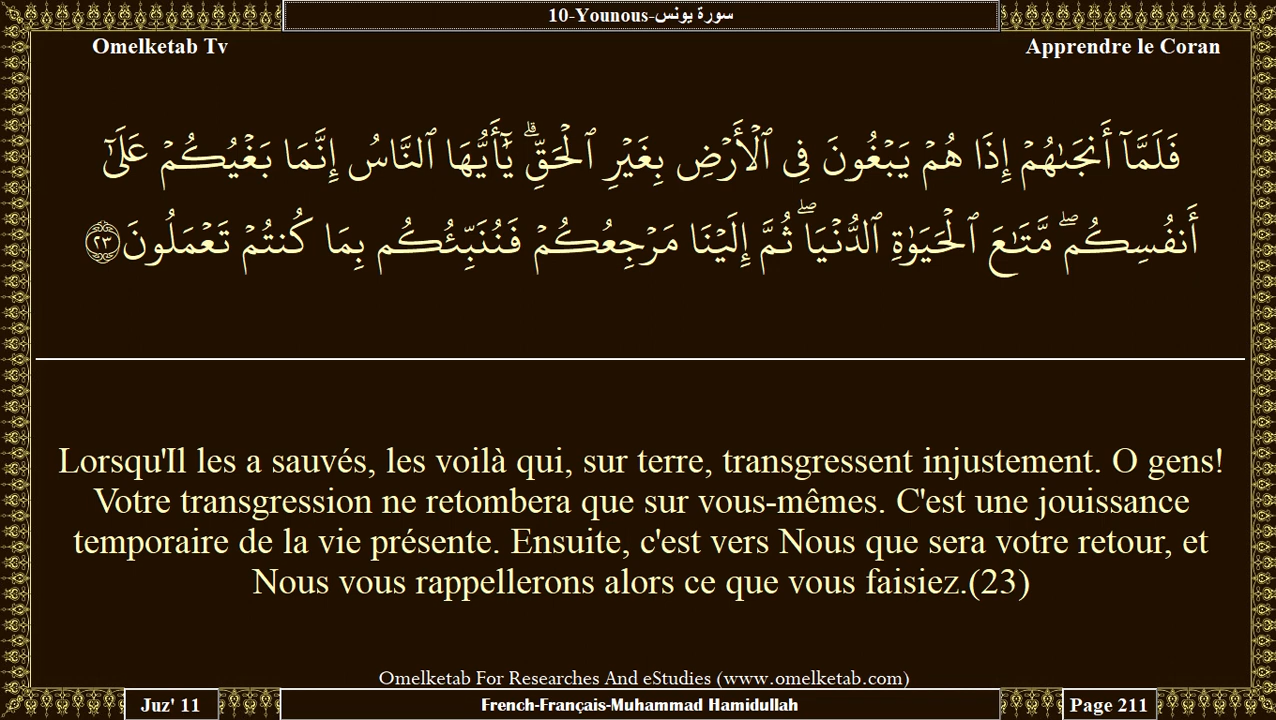 10-Younous-سورة يونس
Omelketab Tv
Apprendre le Coran
فَلَمَّآ أَنجَىٰهُمْ إِذَا هُمْ يَبْغُونَ فِى ٱلْأَرْضِ بِغَيْرِ ٱلْحَقِّ ۗ يَٰٓأَيُّهَا ٱلنَّاسُ إِنَّمَا بَغْيُكُمْ عَلَىٰٓ
أَنفُسِكُم ۖ مَّتَٰعَ ٱلْحَيَوٰةِ ٱلدُّنْيَا ۖ ثُمَّ إِلَيْنَا مَرْجِعُكُمْ فَنُنَبِّئُكُم بِمَا كُنتُمْ تَعْمَلُونَ ٢٣
Lorsqu'Il les a sauvés, les voilà qui, sur terre, transgressent injustement. O gens!
Votre transgression ne retombera que sur vous-mêmes. C'est une jouissance
temporaire de la vie présente. Ensuite, c'est vers Nous que sera votre retour, et
Nous vous rappellerons alors ce que vous faisiez.(23)
Omelketab For Researches And eStudies (www.omelketab.com)
Juz' 11
French-Français-Muhammad Hamidullah
Page 211